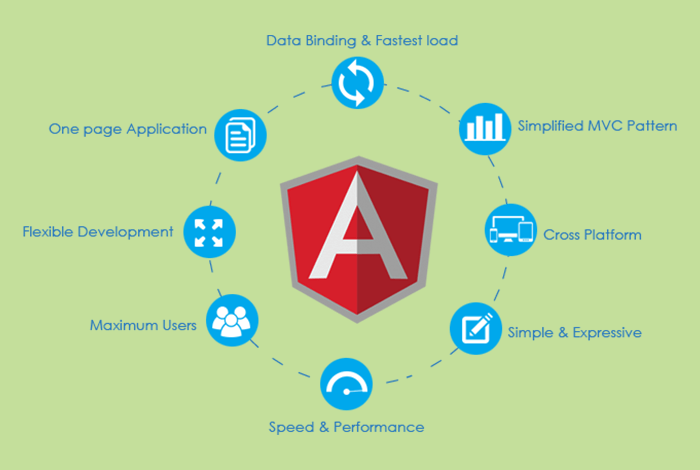 Data Binding & Fastest load
One page Application
Simplified MVC Pattern
Flexible Development
Cross Platform
Maximum Users
Simple & Expressive
Speed & Performance
A